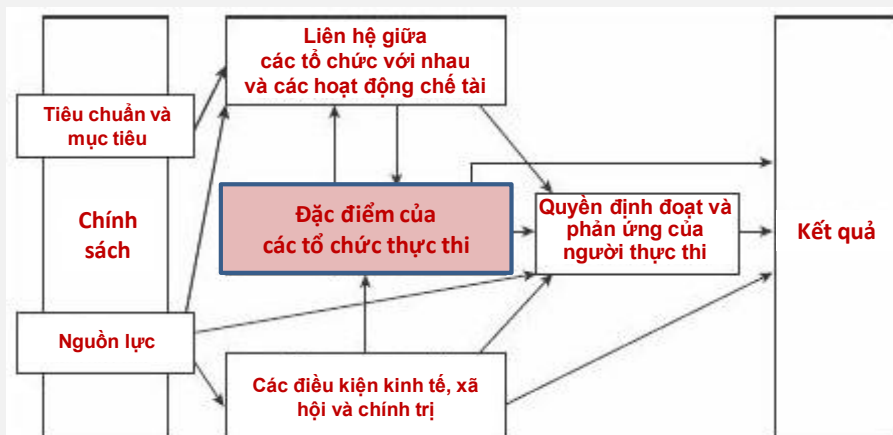 Liên hệ giữa
các tổ chức với nhau
và các hoạt động chế tài
Tiêu chuẩn và
mục tiêu
Chính
sách
Đặc điểm của
các tổ chức thực thi
Quyền định đoạt và
phản ứng của
người thực thi
Kết quả
Nguồn lực
Các điều kiện kinh tế, xã
hội và chính trị